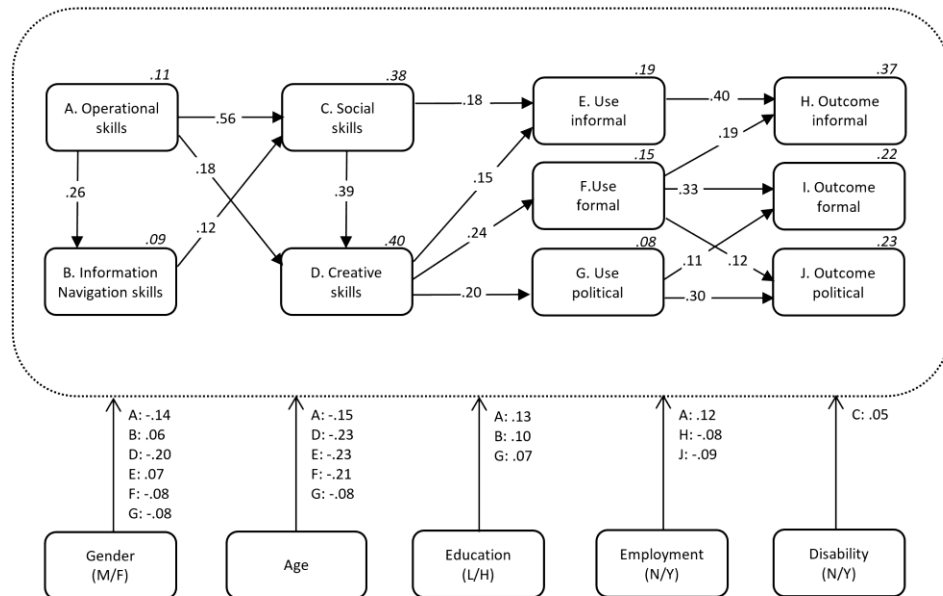 .11
A. Operational
skills
.38
C. Social
skills
.19
E. Use
informal
.37
H. Outcome
informal
.56
.18
.40
.19
.26
.18
.12
.39
.15
.24
.20
.15
F.Use
formal
.33
.22
I. Outcome
formal
.09
B. Information
Navigation skills
.40
D. Creative
skills
.08
G. Use
political
.11
.12
.30
.23
J. Outcome
political
A: -.14
B: .06
D: -.20
E: .07
F: -.08
G: -.08
A: -.15
D: -.23
E: -.23
F: -.21
G: -.08
A: .13
B: .10
G: .07
A: .12
H: -.08
J: -.09
C: .05
Gender
(M/F)
Age
Education
(L/H)
Employment
(N/Y)
Disability
(N/Y)